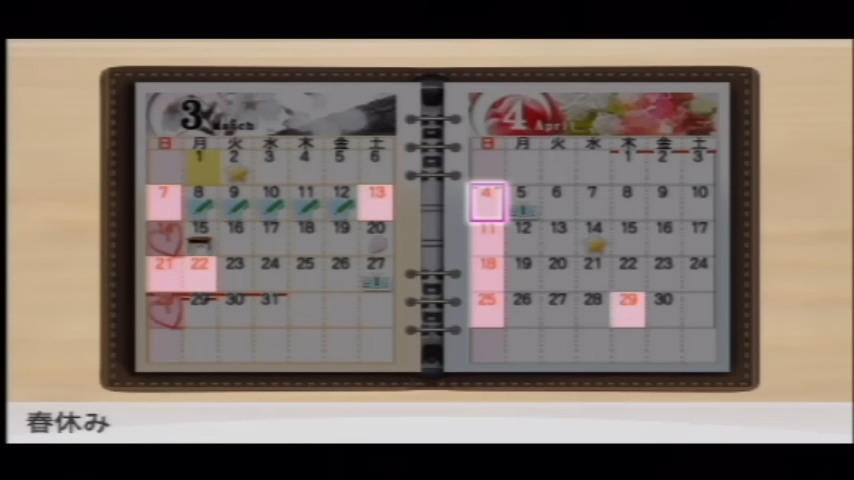 3 March
日 月 火 水 木 金 土
1 2 3 4 5 6
7 8 9 10 11 12 13
14 15 16 17 18 19 20
21 22 23 24 25 26 27
28 29 30 31
4 April
日 月 火 水 木 金 土
1 2 3
4 5 6 7 8 9 10
11 12 13 14 15 16 17
18 19 20 21 22 23 24
25 26 27 28 29 30
春休み